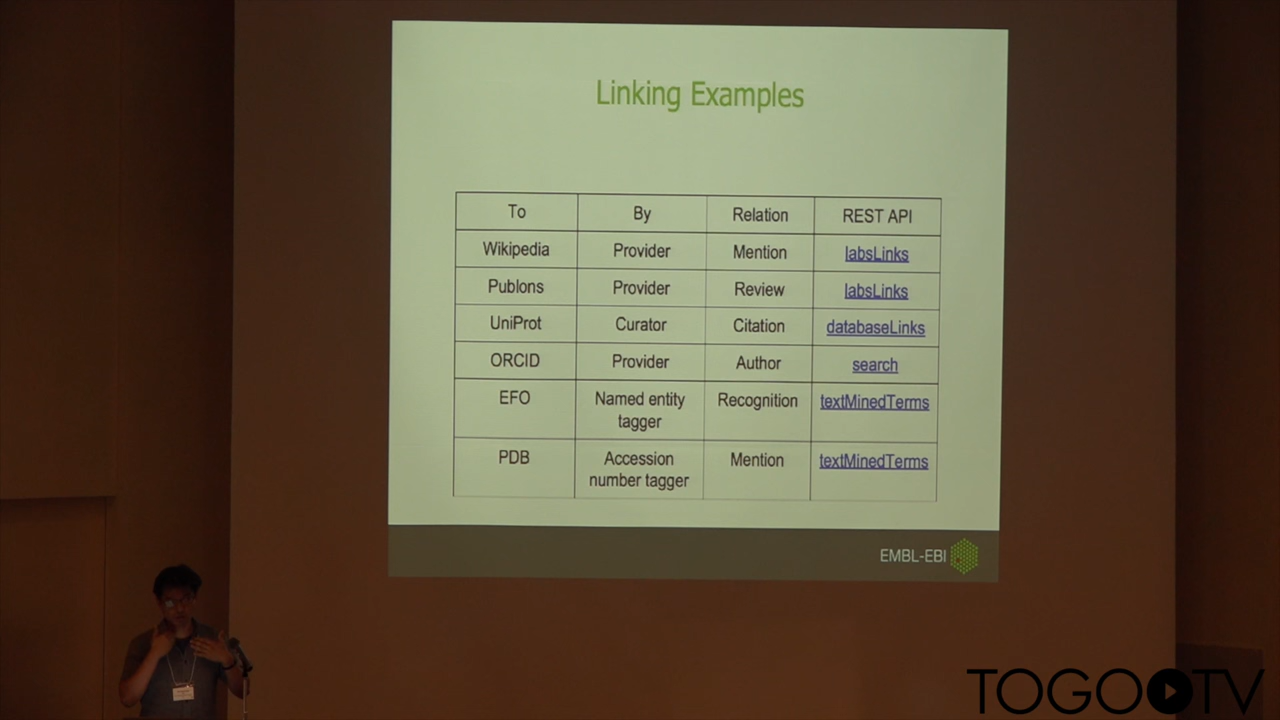 Linking Examples
To By Relation REST API
Wikipedia Provider Mention labsLinks
Publons Provider Review labsLinks
UniProt Curator Citation databaseLinks
ORCID Provider Author search
EFO Named entity tagger Recognition textMinedTerms
PDB Accession number tagger Mention textMinedTerms
EMBL-EBI
TOGOTV